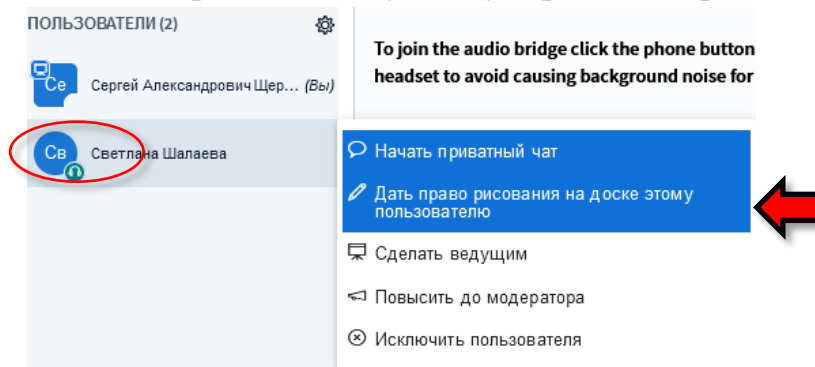 ПОЛЬЗОВАТЕЛИ (2)
To join the audio bridge click the phone button
headset to avoid causing background noise for
Се
Сергей Александрович Щер... (Вы)
Св
Светлана Шалаева
Начать приватный чат
Дать право рисования на доске этому
пользователю
Сделать ведущим
Повысить до модератора
Исключить пользователя